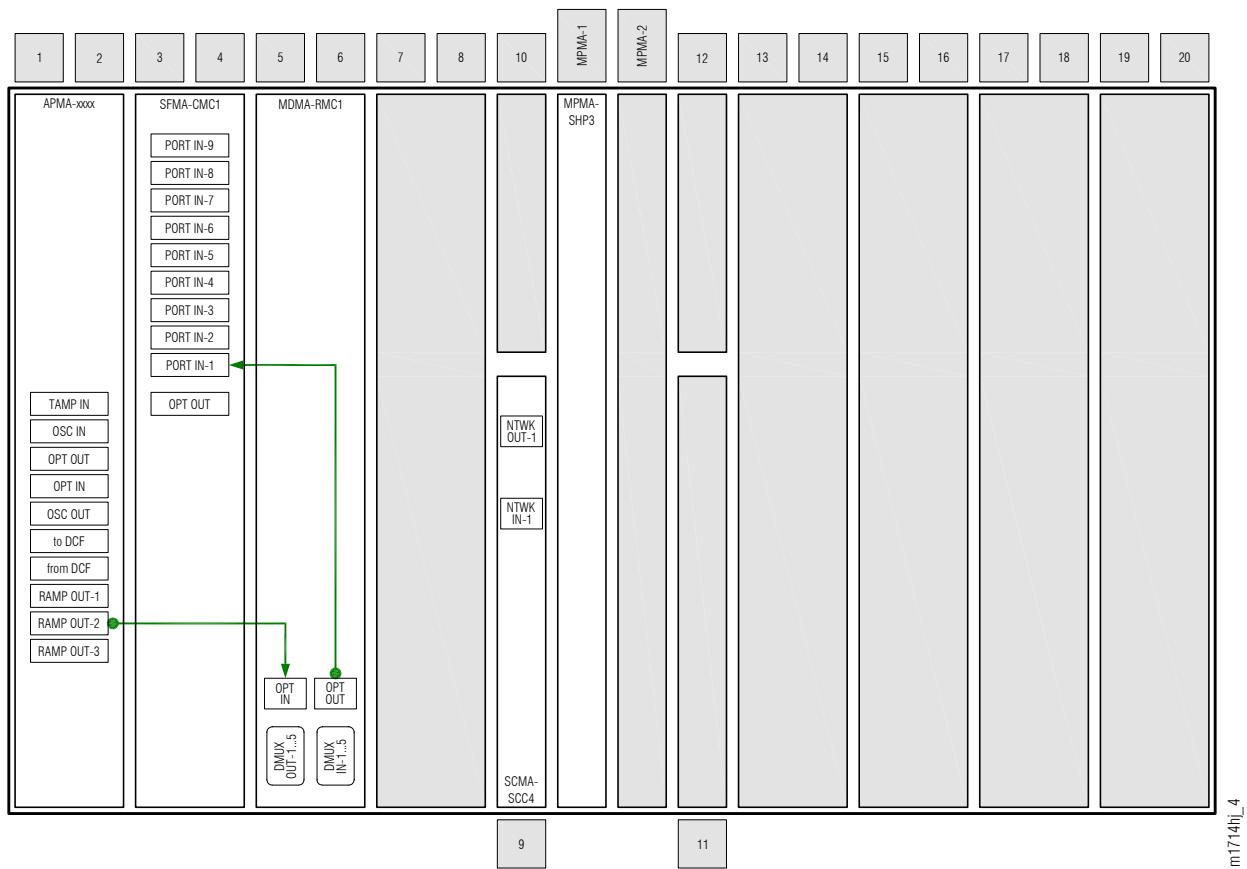 1
2
3
4
5
6
7
8
10
MPMA-1
MPMA-2
12
13
14
15
16
17
18
19
20
APMA-xxxx
SFMA-CMC1
MDMA-RMC1
MPMA-
SHP3
PORT IN-9
PORT IN-8
PORT IN-7
PORT IN-6
PORT IN-5
PORT IN-4
PORT IN-3
PORT IN-2
PORT IN-1
OPT OUT
TAMP IN
OSC IN
OPT OUT
OPT IN
OSC OUT
to DCF
from DCF
RAMP OUT-1
RAMP OUT-2
RAMP OUT-3
OPT
IN
OPT
OUT
DMUX
OUT-1...5
DMUX
IN-1...5
NTWK
OUT-1
NTWK
IN-1
SCMA-
SCC4
9
11
m1714hj_4